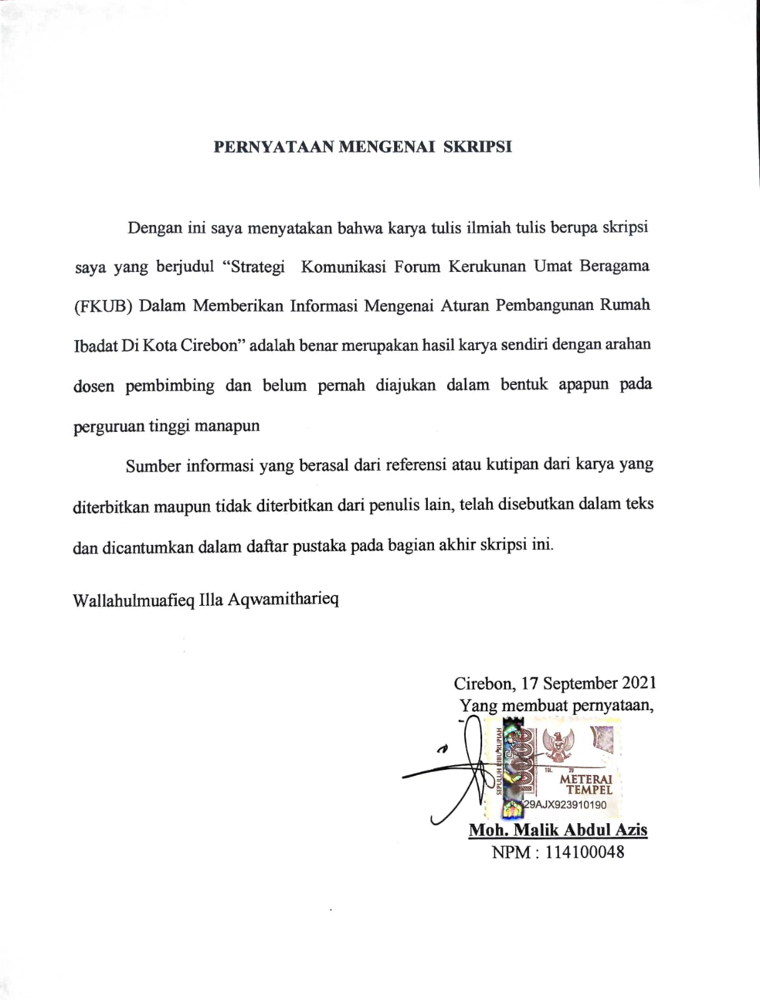 PERNYATAAN MENGENAI SKRIPSI
Dengan ini saya menyatakan bahwa karya tulis ilmiah tulis berupa skripsi
saya yang berjudul “Strategi Komunikasi Forum Kerukunan Umat Beragama
(FKUB) Dalam Memberikan Informasi Mengenai Aturan Pembangunan Rumah
Ibadat Di Kota Cirebon” adalah benar merupakan hasil karya sendiri dengan arahan
dosen pembimbing dan belum pernah diajukan dalam bentuk apapun pada
perguruan tinggi manapun
Sumber informasi yang berasal dari referensi atau kutipan dari karya yang
diterbitkan maupun tidak diterbitkan dari penulis lain, telah disebutkan dalam teks
dan dicantumkan dalam daftar pustaka pada bagian akhir skripsi ini.
Wallahulmuafieq Illa Aqwamitharieq
Cirebon, 17 September 2021
Yang membuat pernyataan,
SEPULUH RIBU RUPIAH
10000
TGL. 20
METERAI
TEMPEL
29AJX923910190
Moh. Malik Abdul Azis
NPM : 114100048